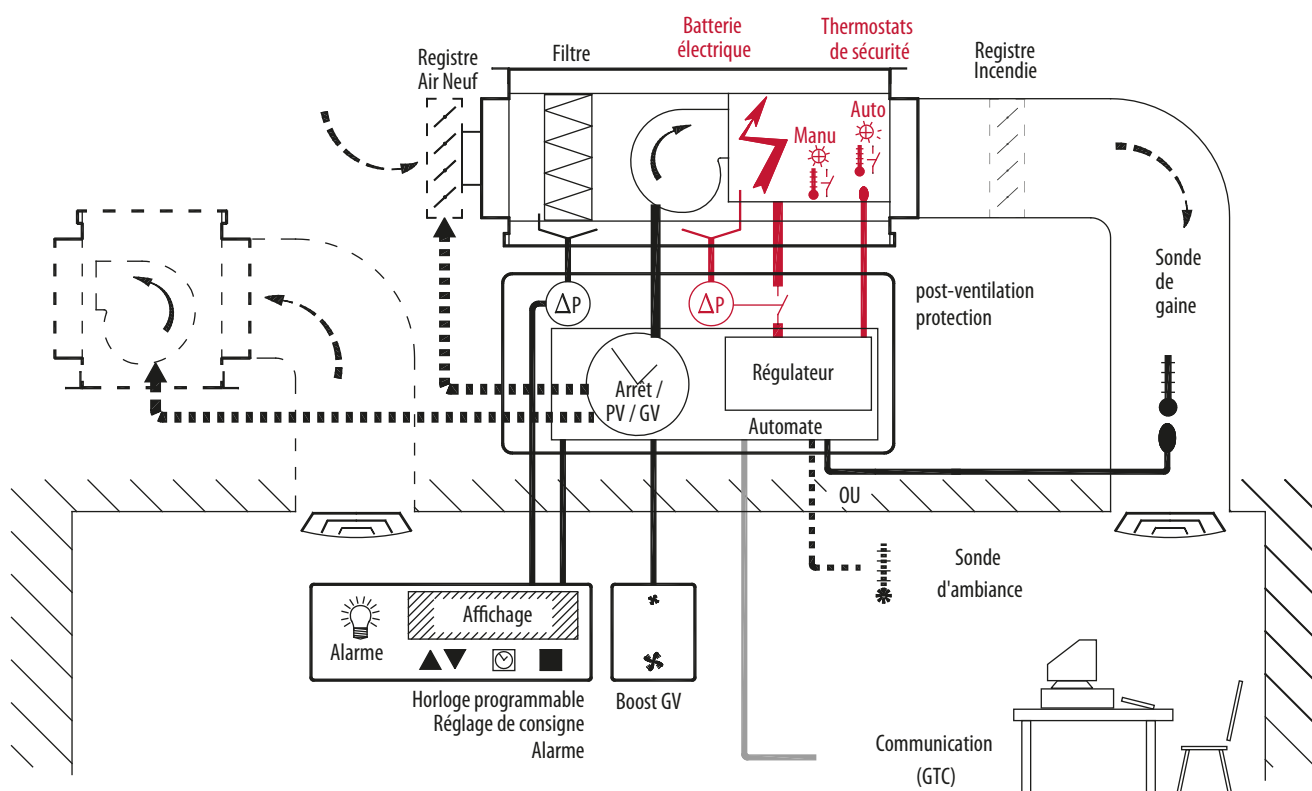 Batterie
électrique
Thermostats
de sécurité
Registre
Air Neuf
Filtre
Registre
Incendie
Auto
Manu
Sonde
de
gaine
ΔP
ΔP
post-ventilation
protection
Arrêt /
PV / GV
Régulateur
Automate
OU
Sonde
d'ambiance
Affichage
Alarme
Horloge programmable
Réglage de consigne
Alarme
Boost GV
Communication
(GTC)